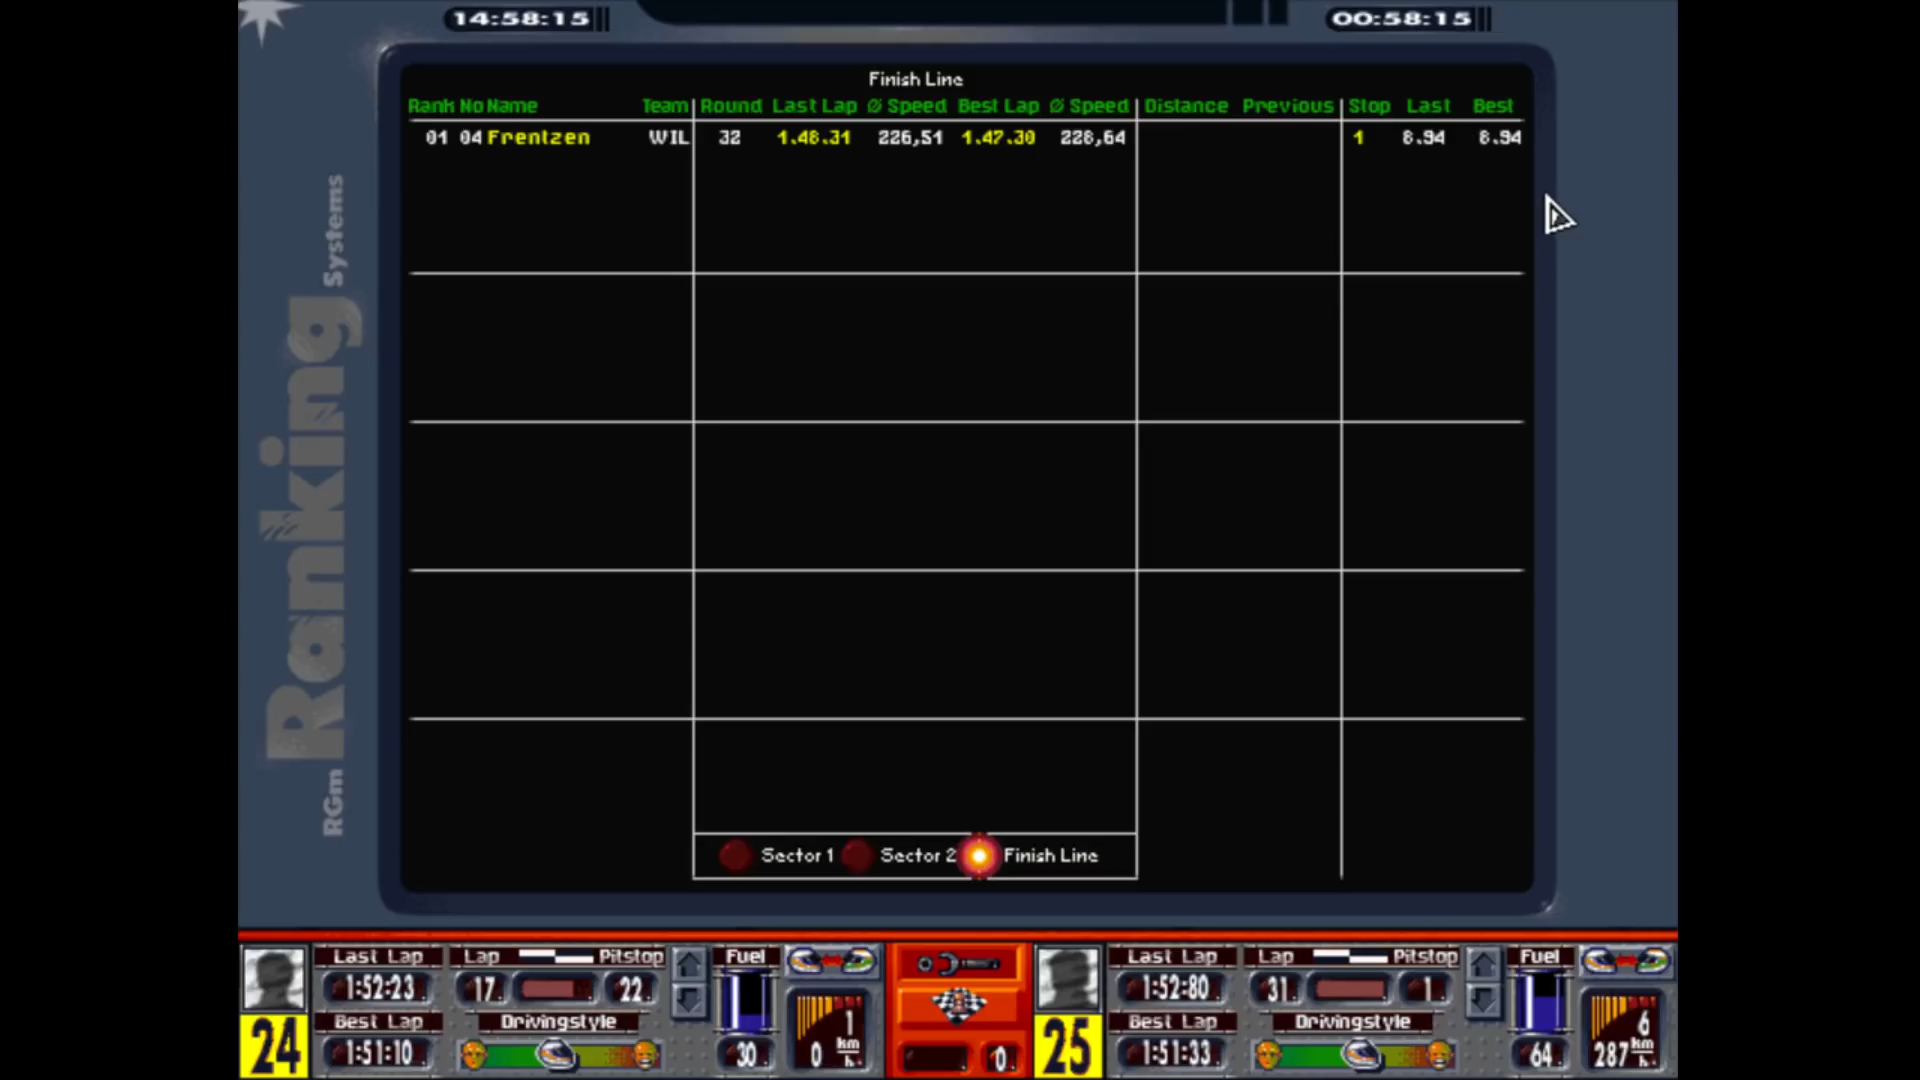 14:58:15
00:58:15
Finish Line
Rank No Name Team Round Last Lap Ø Speed Best Lap Ø Speed Distance Previous Stop Last Best
01 04 Frentzen WIL 32 1.48.31 226,51 1.47.30 228,64 1 8.94 8.94
RGm Ranking Systems
Sector 1 Sector 2 Finish Line
Last Lap Lap Pitstop Fuel Last Lap Lap Pitstop Fuel
1:52:23 17 22 1:52:80 31 1
Best Lap Drivingstyle 1 Best Lap Drivingstyle 6
24 1:51:10 30 0 km/h 0 25 1:51:33 64 287 km/h